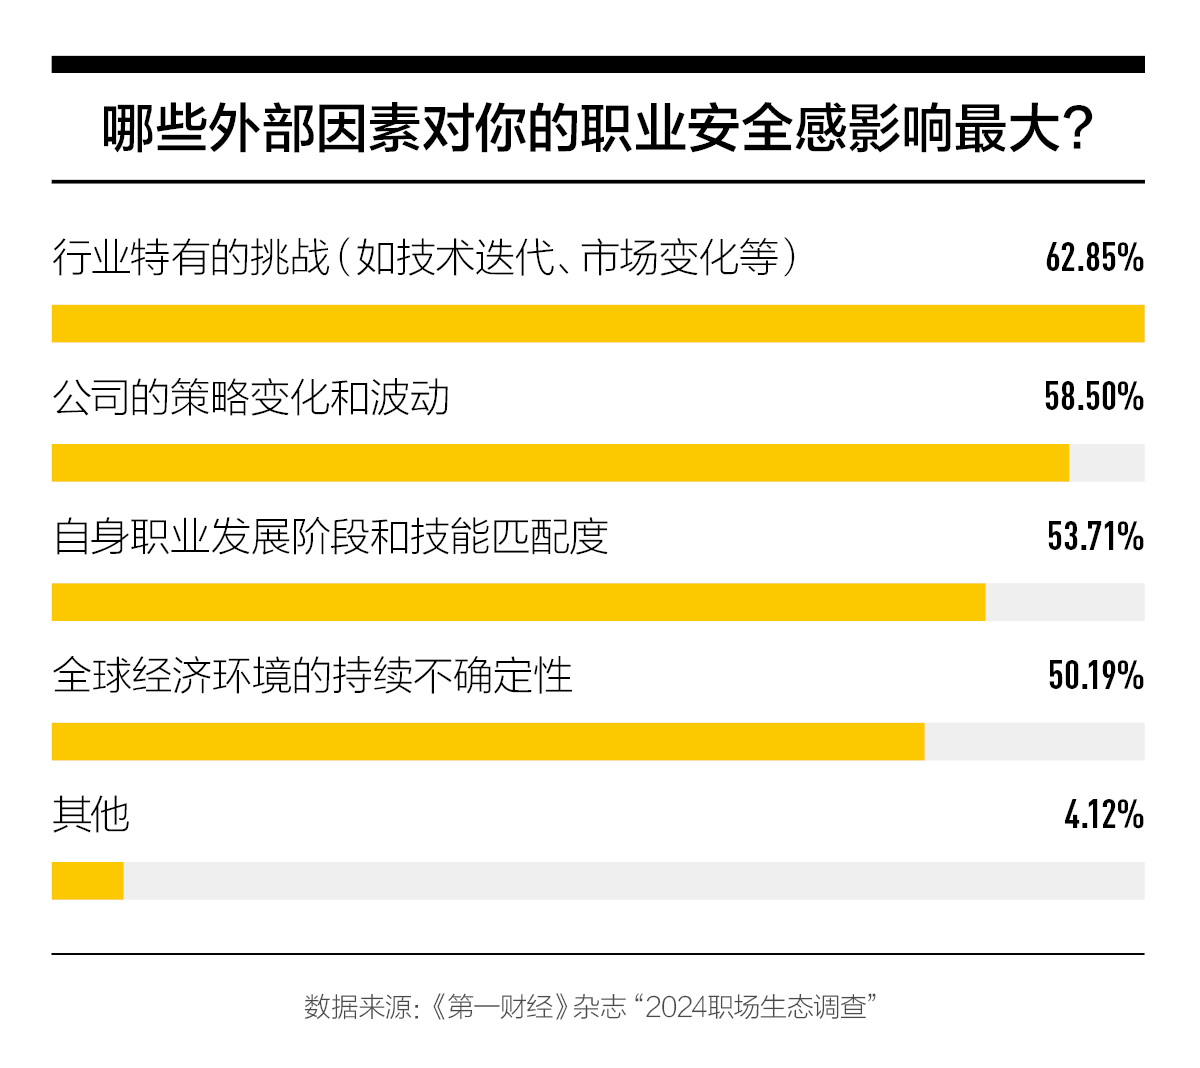 哪些外部因素对你的职业安全感影响最大?
行业特有的挑战(如技术迭代、市场变化等) 62.85%
公司的策略变化和波动 58.50%
自身职业发展阶段和技能匹配度 53.71%
全球经济环境的持续不确定性 50.19%
其他 4.12%
数据来源:《第一财经》杂志“2024职场生态调查”